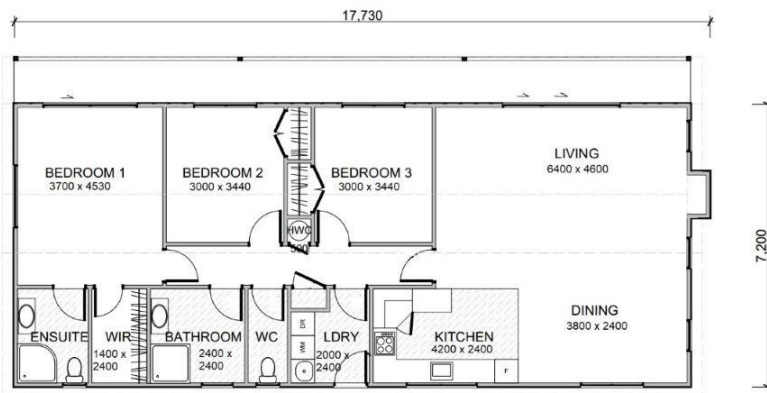 17,730
BEDROOM 1
3700 x 4530
BEDROOM 2
3000 x 3440
BEDROOM 3
3000 x 3440
LIVING
6400 x 4600
7,200
HWC
500
ENSUITE
WIR
1400 x
2400
BATHROOM
2400 x
2400
WC
DR
WM
LDRY
2000 x
2400
KITCHEN
4200 x 2400
F
DINING
3800 x 2400